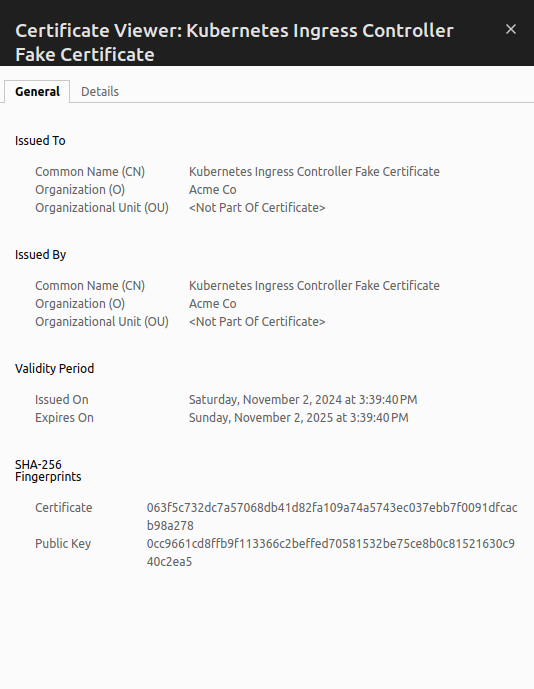 Certificate Viewer: Kubernetes Ingress Controller
Fake Certificate
×
General Details
Issued To
Common Name (CN) Kubernetes Ingress Controller Fake Certificate
Organization (O) Acme Co
Organizational Unit (OU) <Not Part Of Certificate>
Issued By
Common Name (CN) Kubernetes Ingress Controller Fake Certificate
Organization (O) Acme Co
Organizational Unit (OU) <Not Part Of Certificate>
Validity Period
Issued On Saturday, November 2, 2024 at 3:39:40 PM
Expires On Sunday, November 2, 2025 at 3:39:40 PM
SHA-256
Fingerprints
Certificate 063f5c732dc7a57068db41d82fa109a74a5743ec037ebb7f0091dfcac
b98a278
Public Key 0cc9661cd8ffb9f113366c2beffed70581532be75ce8b0c81521630c9
40c2ea5